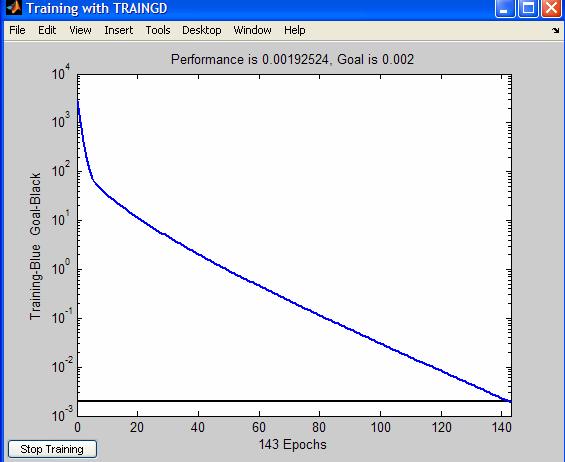 Training with TRAINGD
File Edit View Insert Tools Desktop Window Help
Performance is 0.00192524, Goal is 0.002
Training-Blue Goal-Black
10^4
10^3
10^2
10^1
10^0
10^-1
10^-2
10^-3
0 20 40 60 80 100 120 140
143 Epochs
Stop Training